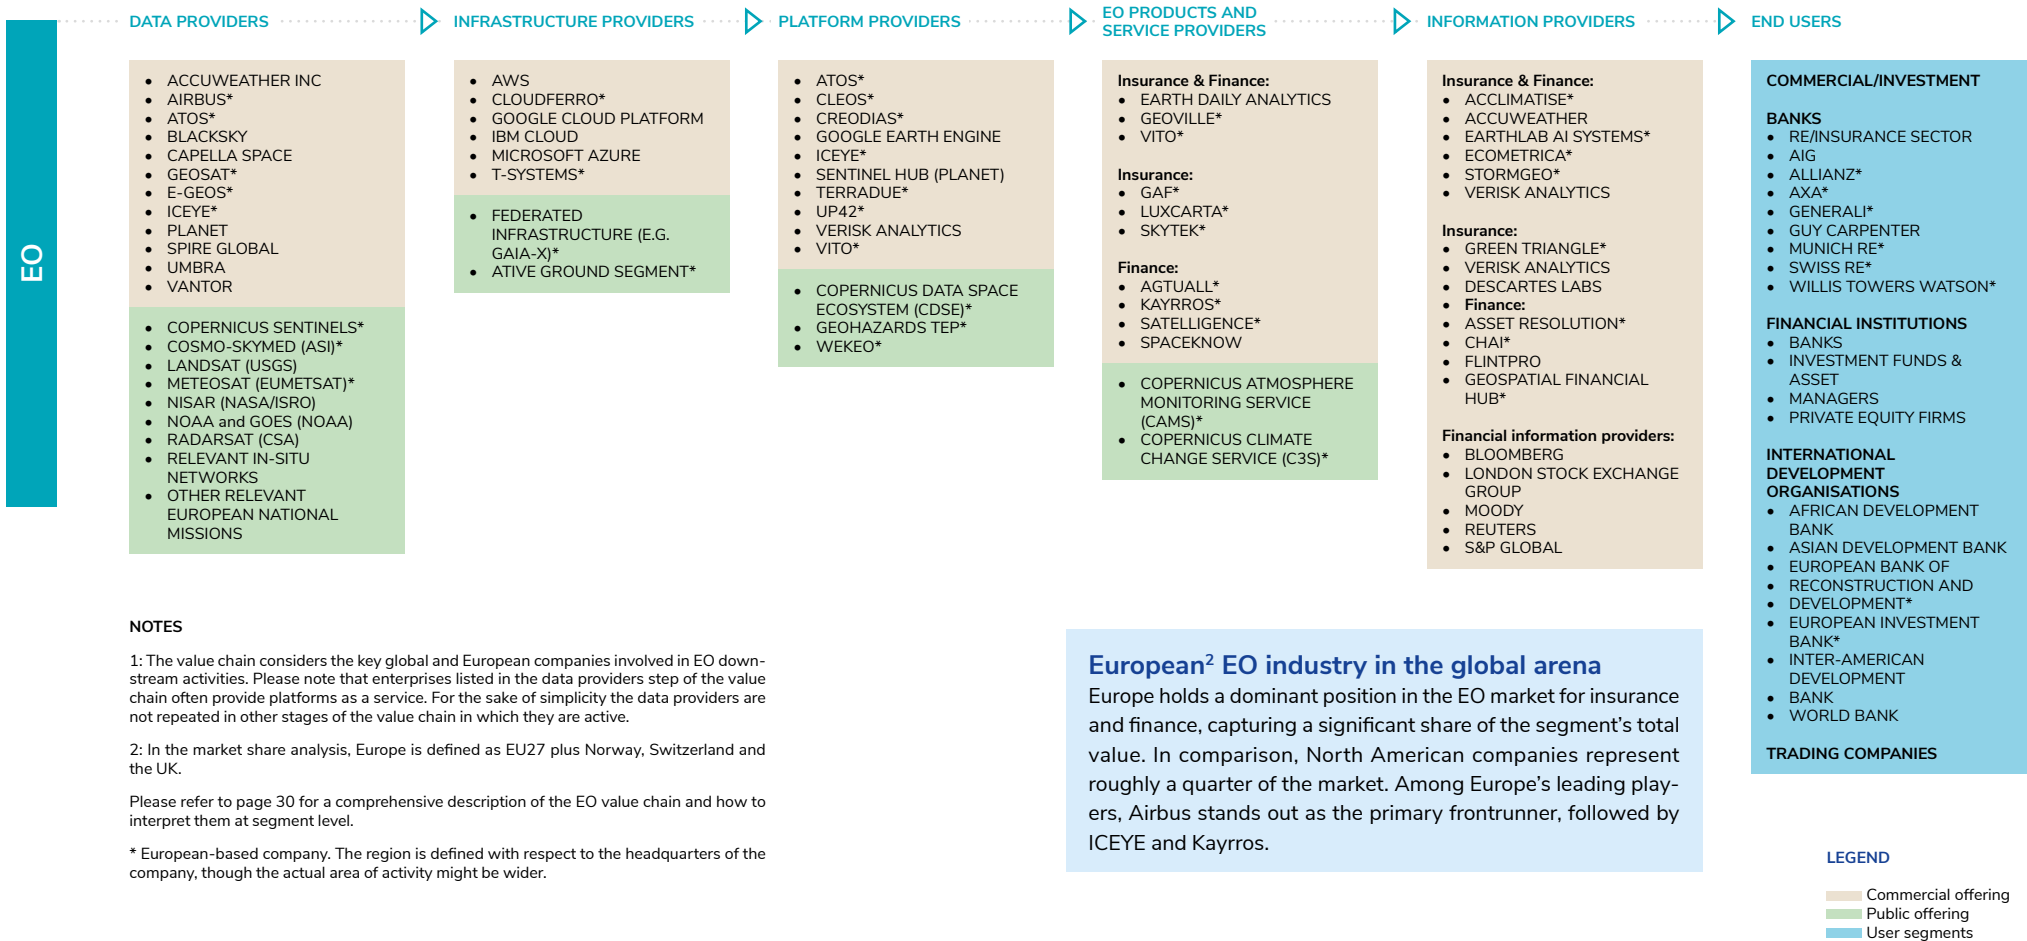 EO
DATA PROVIDERS
• ACCUWEATHER INC
• AIRBUS*
• ATOS*
• BLACKSKY
• CAPELLA SPACE
• GEOSAT*
• E-GEOS*
• ICEYE*
• PLANET
• SPIRE GLOBAL
• UMBRA
• VANTOR
• COPERNICUS SENTINELS*
• COSMO-SKYMED (ASI)*
• LANDSAT (USGS)
• METEOSAT (EUMETSAT)*
• NISAR (NASA/ISRO)
• NOAA and GOES (NOAA)
• RADARSAT (CSA)
• RELEVANT IN-SITU
NETWORKS
• OTHER RELEVANT
EUROPEAN NATIONAL
MISSIONS
INFRASTRUCTURE PROVIDERS
• AWS
• CLOUDFERRO*
• GOOGLE CLOUD PLATFORM
• IBM CLOUD
• MICROSOFT AZURE
• T-SYSTEMS*
• FEDERATED
INFRASTRUCTURE (E.G.
GAIA-X)*
• ATIVE GROUND SEGMENT*
PLATFORM PROVIDERS
• ATOS*
• CLEOS*
• CREODIAS*
• GOOGLE EARTH ENGINE
• ICEYE*
• SENTINEL HUB (PLANET)
• TERRADUE*
• UP42*
• VERISK ANALYTICS
• VITO*
• COPERNICUS DATA SPACE
ECOSYSTEM (CDSE)*
• GEOHAZARDS TEP*
• WEKEO*
EO PRODUCTS AND
SERVICE PROVIDERS
Insurance & Finance:
• EARTH DAILY ANALYTICS
• GEOVILLE*
• VITO*
Insurance:
• GAF*
• LUXCARTA*
• SKYTEK*
Finance:
• AGTUALL*
• KAYRROS*
• SATELLIGENCE*
• SPACEKNOW
• COPERNICUS ATMOSPHERE
MONITORING SERVICE
(CAMS)*
• COPERNICUS CLIMATE
CHANGE SERVICE (C3S)*
INFORMATION PROVIDERS
Insurance & Finance:
• ACCLIMATISE*
• ACCUWEATHER
• EARTHLAB AI SYSTEMS*
• ECOMETRICA*
• STORMGEO*
• VERISK ANALYTICS
Insurance:
• GREEN TRIANGLE*
• VERISK ANALYTICS
• DESCARTES LABS
• Finance:
• ASSET RESOLUTION*
• CHAI*
• FLINTPRO
• GEOSPATIAL FINANCIAL
HUB*
Financial information providers:
• BLOOMBERG
• LONDON STOCK EXCHANGE
GROUP
• MOODY
• REUTERS
• S&P GLOBAL
END USERS
COMMERCIAL/INVESTMENT
BANKS
• RE/INSURANCE SECTOR
• AIG
• ALLIANZ*
• AXA*
• GENERALI*
• GUY CARPENTER
• MUNICH RE*
• SWISS RE*
• WILLIS TOWERS WATSON*
FINANCIAL INSTITUTIONS
• BANKS
• INVESTMENT FUNDS &
ASSET
• MANAGERS
• PRIVATE EQUITY FIRMS
INTERNATIONAL
DEVELOPMENT
ORGANISATIONS
• AFRICAN DEVELOPMENT
BANK
• ASIAN DEVELOPMENT BANK
• EUROPEAN BANK OF
• RECONSTRUCTION AND
• DEVELOPMENT*
• EUROPEAN INVESTMENT
BANK*
• INTER-AMERICAN
DEVELOPMENT
• BANK
• WORLD BANK
TRADING COMPANIES
NOTES
1: The value chain considers the key global and European companies involved in EO down-
stream activities. Please note that enterprises listed in the data providers step of the value
chain often provide platforms as a service. For the sake of simplicity the data providers are
not repeated in other stages of the value chain in which they are active.
2: In the market share analysis, Europe is defined as EU27 plus Norway, Switzerland and
the UK.
Please refer to page 30 for a comprehensive description of the EO value chain and how to
interpret them at segment level.
* European-based company. The region is defined with respect to the headquarters of the
company, though the actual area of activity might be wider.
European² EO industry in the global arena
Europe holds a dominant position in the EO market for insurance
and finance, capturing a significant share of the segment's total
value. In comparison, North American companies represent
roughly a quarter of the market. Among Europe's leading play-
ers, Airbus stands out as the primary frontrunner, followed by
ICEYE and Kayrros.
LEGEND
Commercial offering
Public offering
User segments